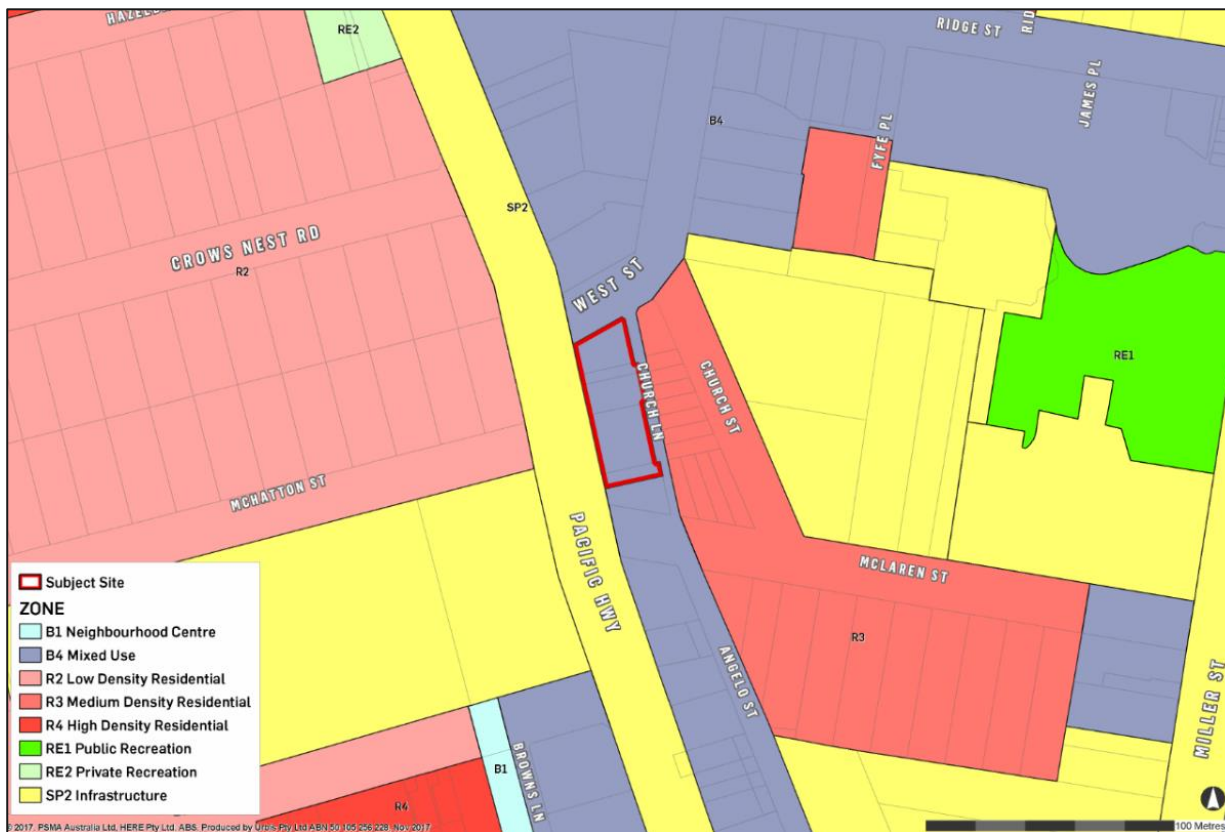 RE2
RIDGE ST
JAMES PL
B4
FYFE PL
SP2
CROWS NEST RD
R2
WEST ST
RE1
CHURCH LN
CHURCH ST
MCHATTON ST
PACIFIC HWY
MCLAREN ST
R3
ANGELO ST
MILLER ST
BROWNS LN
B1
R4
Subject Site
ZONE
B1 Neighbourhood Centre
B4 Mixed Use
R2 Low Density Residential
R3 Medium Density Residential
R4 High Density Residential
RE1 Public Recreation
RE2 Private Recreation
SP2 Infrastructure
© 2017. PSMA Australia Ltd, HERE Pty Ltd. ABS. Produced by Urbis Pty Ltd ABN 50 105 256 228, Nov 2017
100 Metres